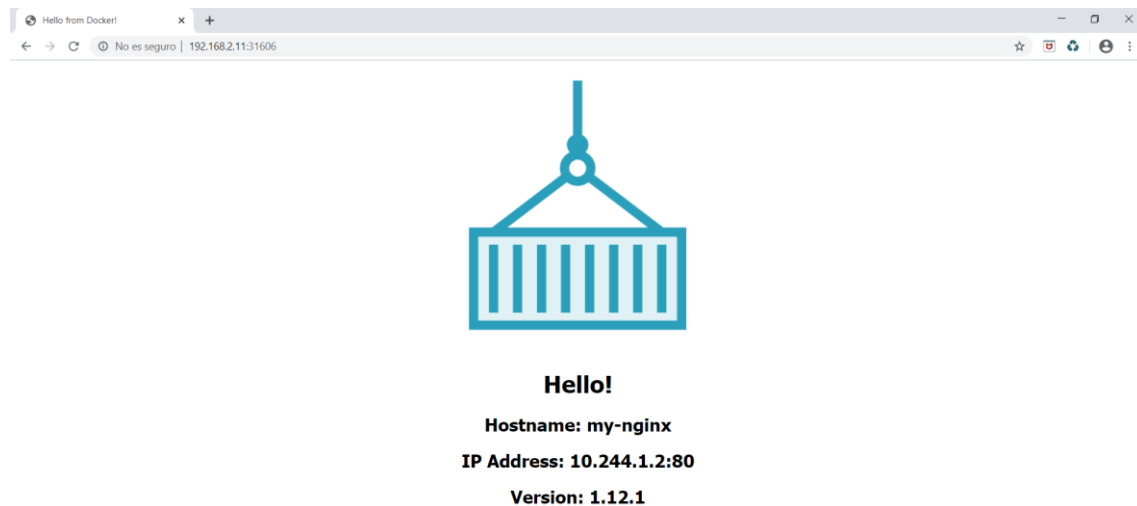 Hello from Docker!
No es seguro | 192.168.2.11:31606
Hello!
Hostname: my-nginx
IP Address: 10.244.1.2:80
Version: 1.12.1